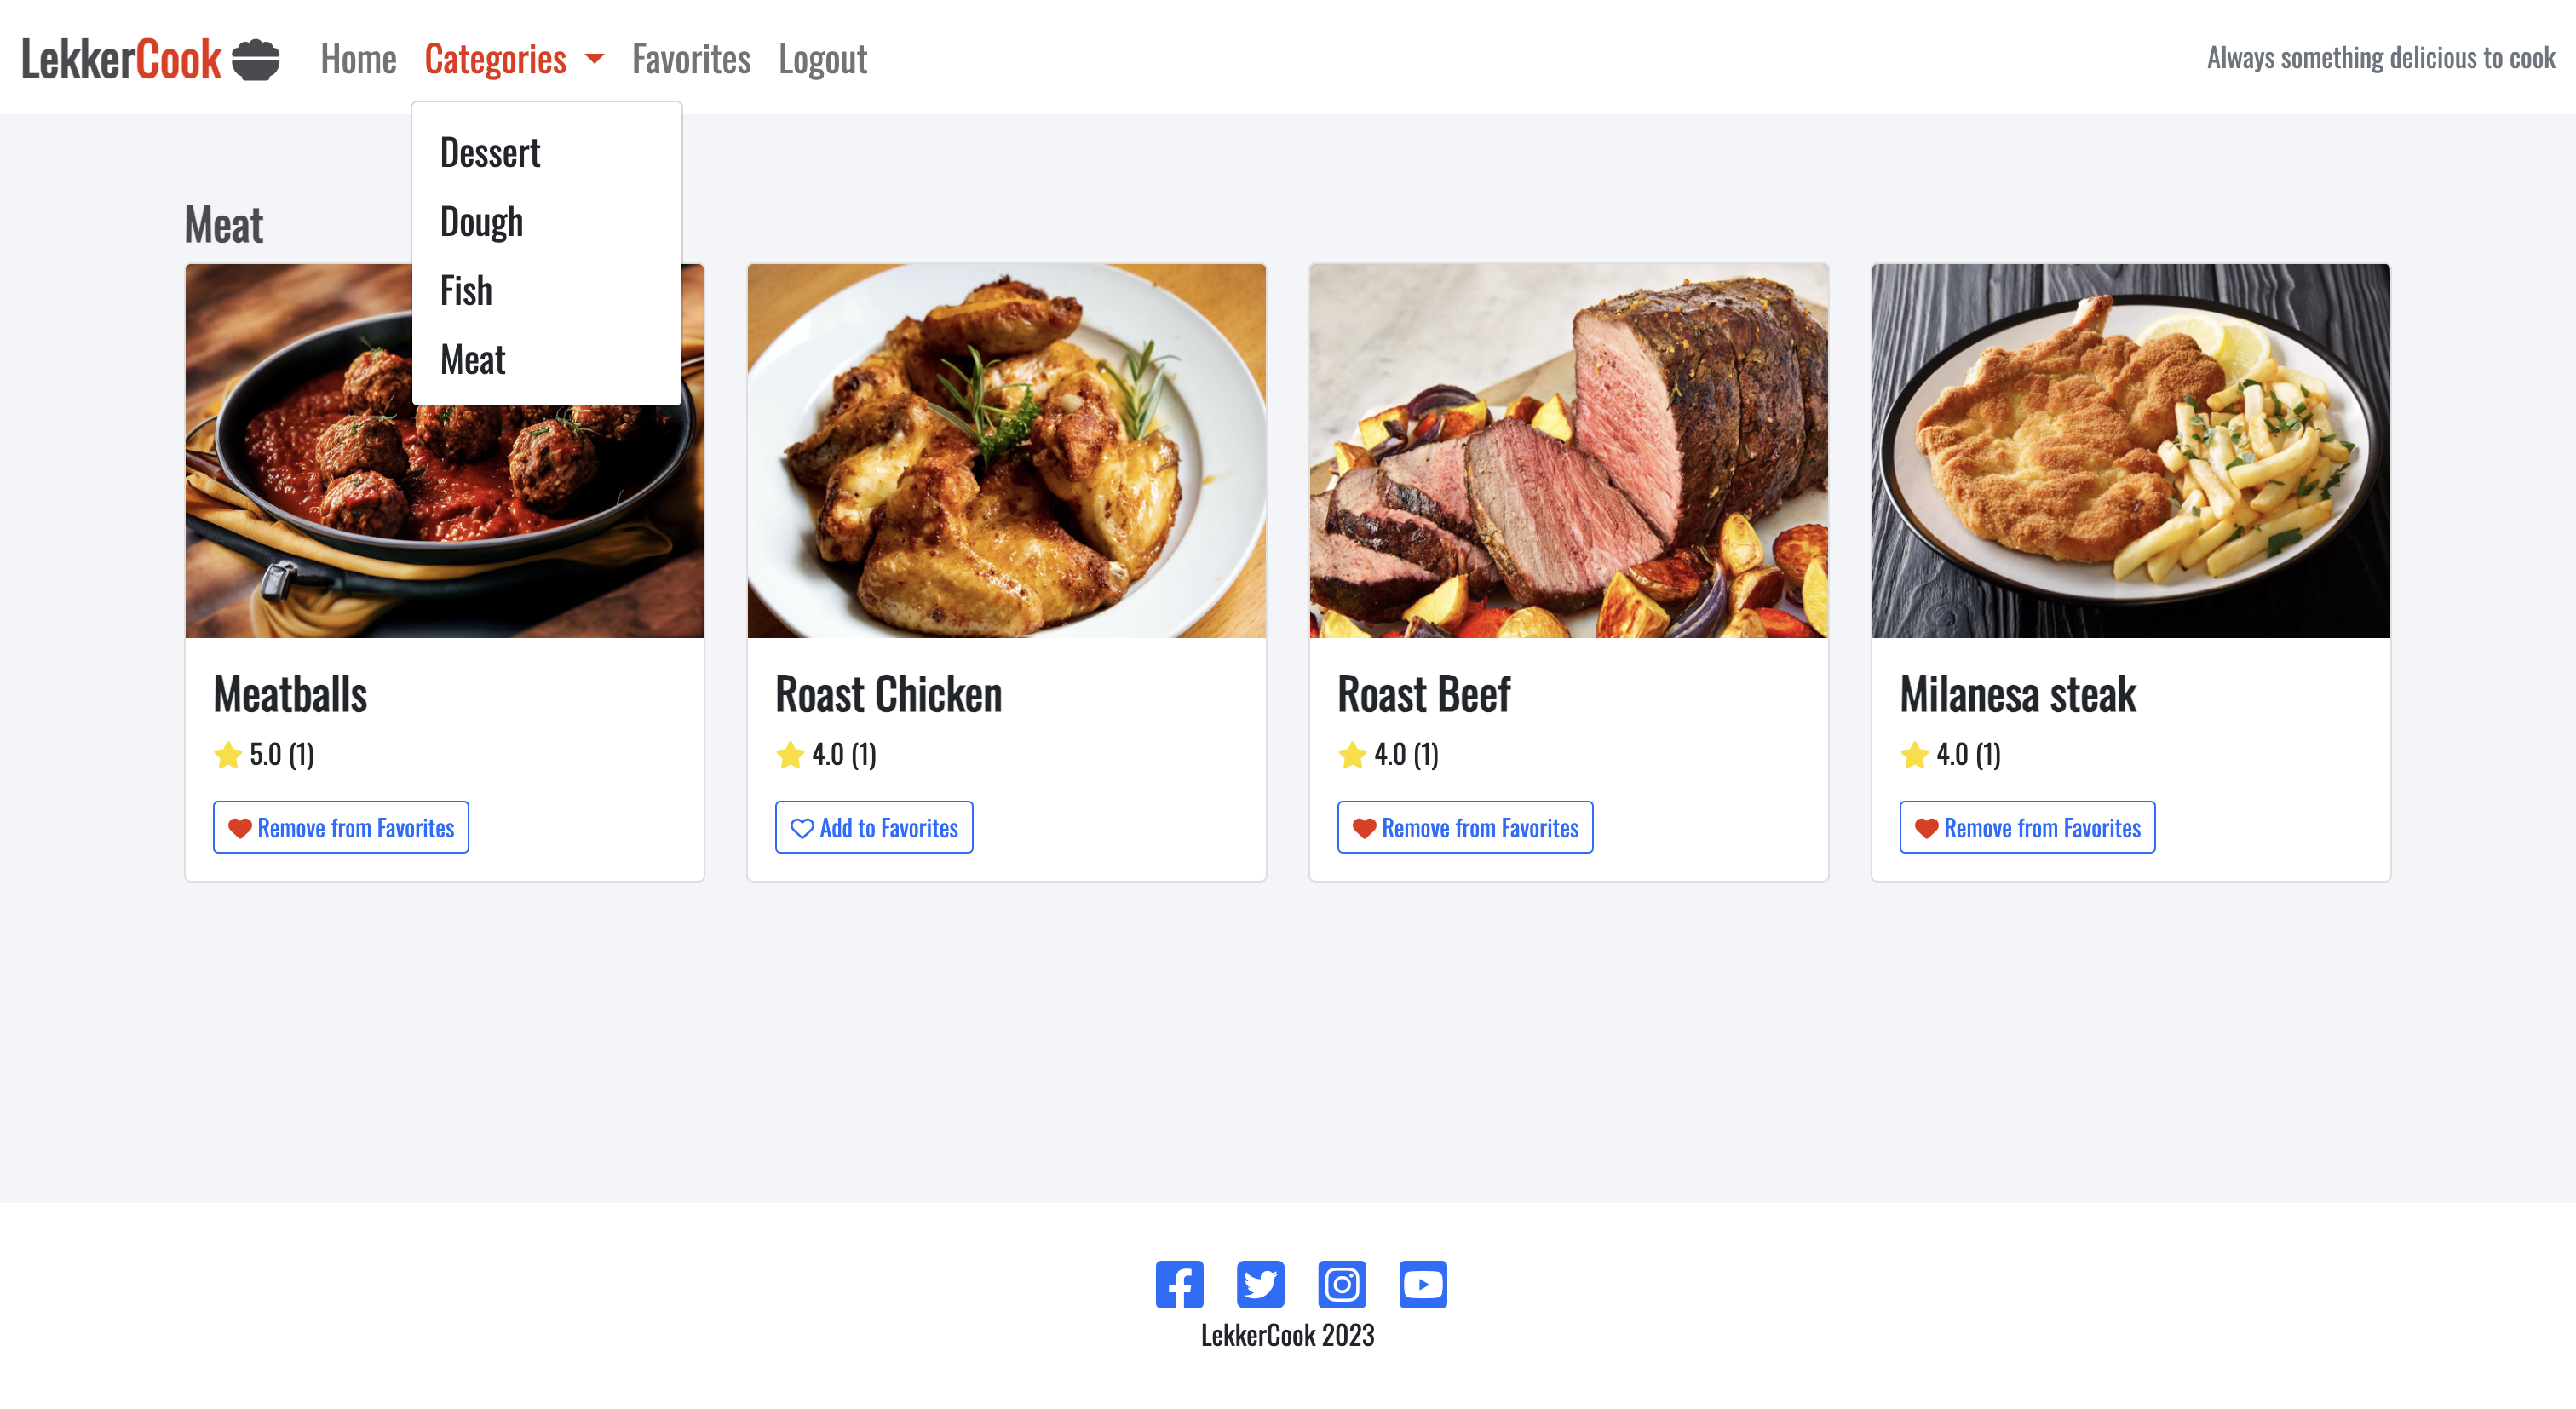 LekkerCook Home Categories Favorites Logout Always something delicious to cook
Dessert
Dough
Fish
Meat
Meat
Meatballs
5.0 (1)
Remove from Favorites
Roast Chicken
4.0 (1)
Add to Favorites
Roast Beef
4.0 (1)
Remove from Favorites
Milanesa steak
4.0 (1)
Remove from Favorites
LekkerCook 2023